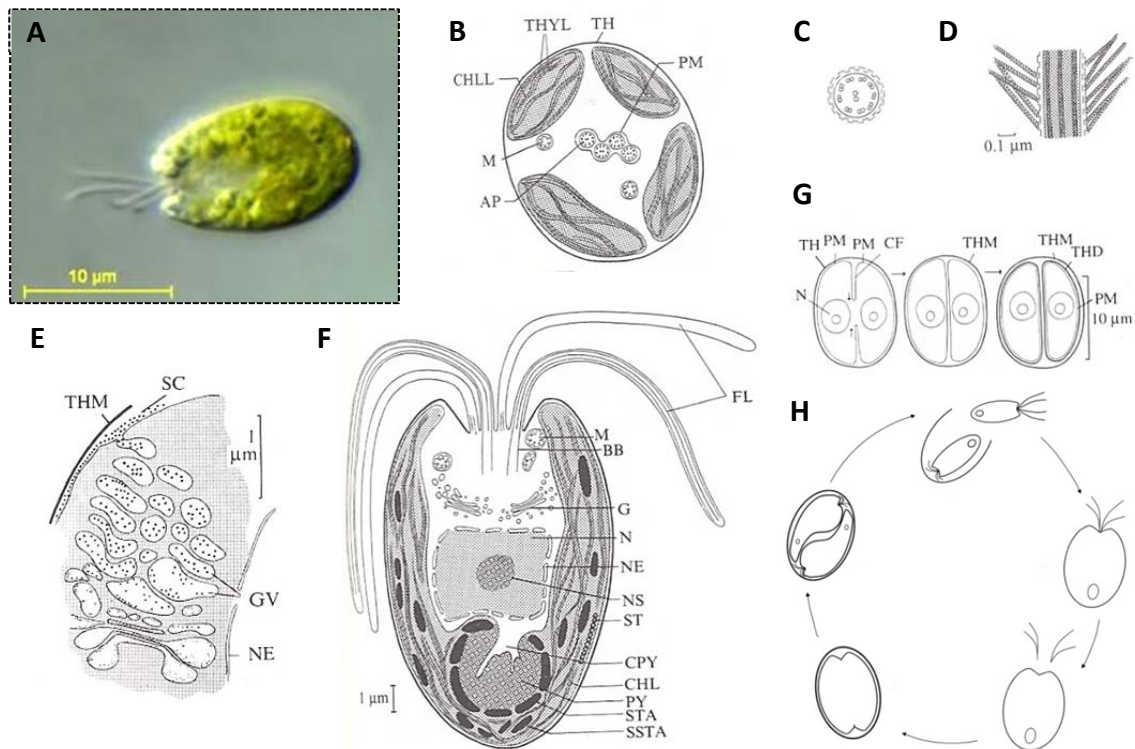 A
10 µm
B
THYL TH
PM
CHLL
M
AP
C
D
0.1 µm
G
TH PM PM CF THM THM
THD
N
PM
10 µm
E
SC
THM
1
µm
GV
NE
F
FL
M
BB
G
N
NE
NS
ST
CPY
CHL
PY
STA
SSTA
1 µm
H